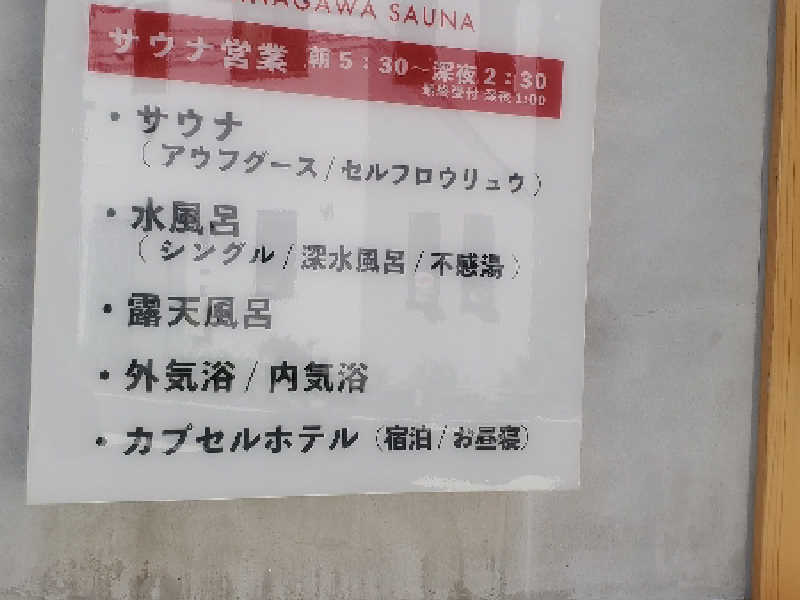 SAUNA
サウナ営業 朝5:30~深夜2:30
最終受付 深夜1:00
・サウナ
(アウフグース/セルフロウリュウ)
・水風呂
(シングル/深水風呂/不感湯)
・露天風呂
・外気浴/内気浴
・カプセルホテル(宿泊/お昼寝)